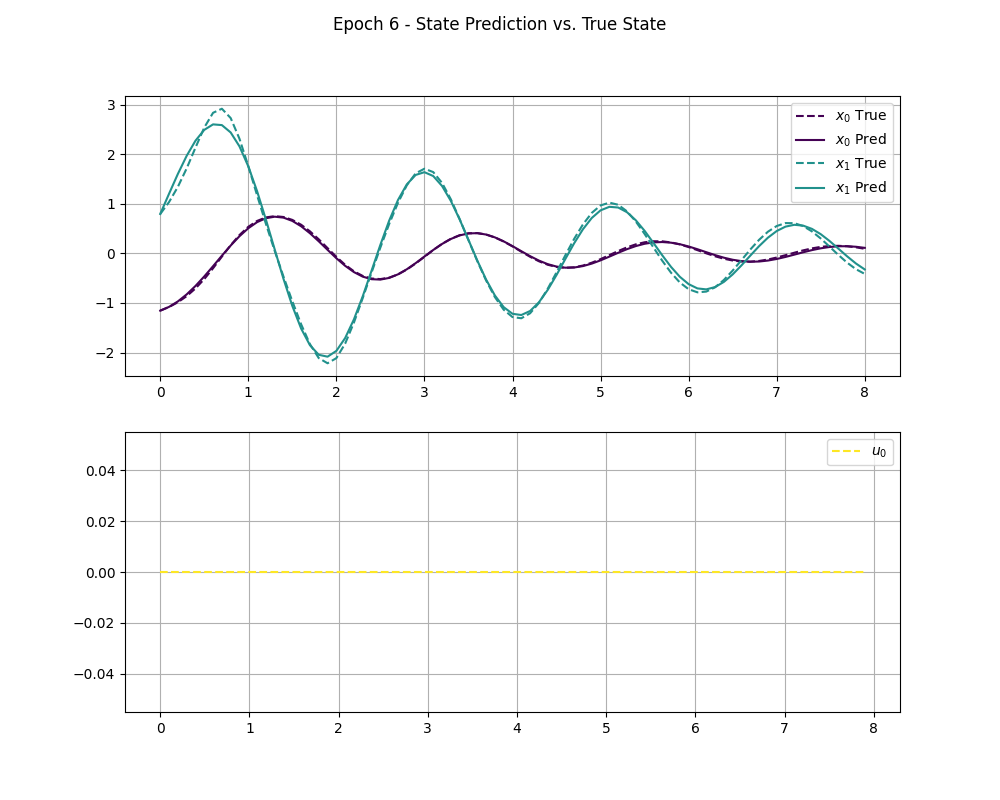 Epoch 6 - State Prediction vs. True State
3
2
1
0
−1
−2
x₀ True
x₀ Pred
x₁ True
x₁ Pred
0 1 2 3 4 5 6 7 8
0.04
0.02
0.00
−0.02
−0.04
u₀
0 1 2 3 4 5 6 7 8